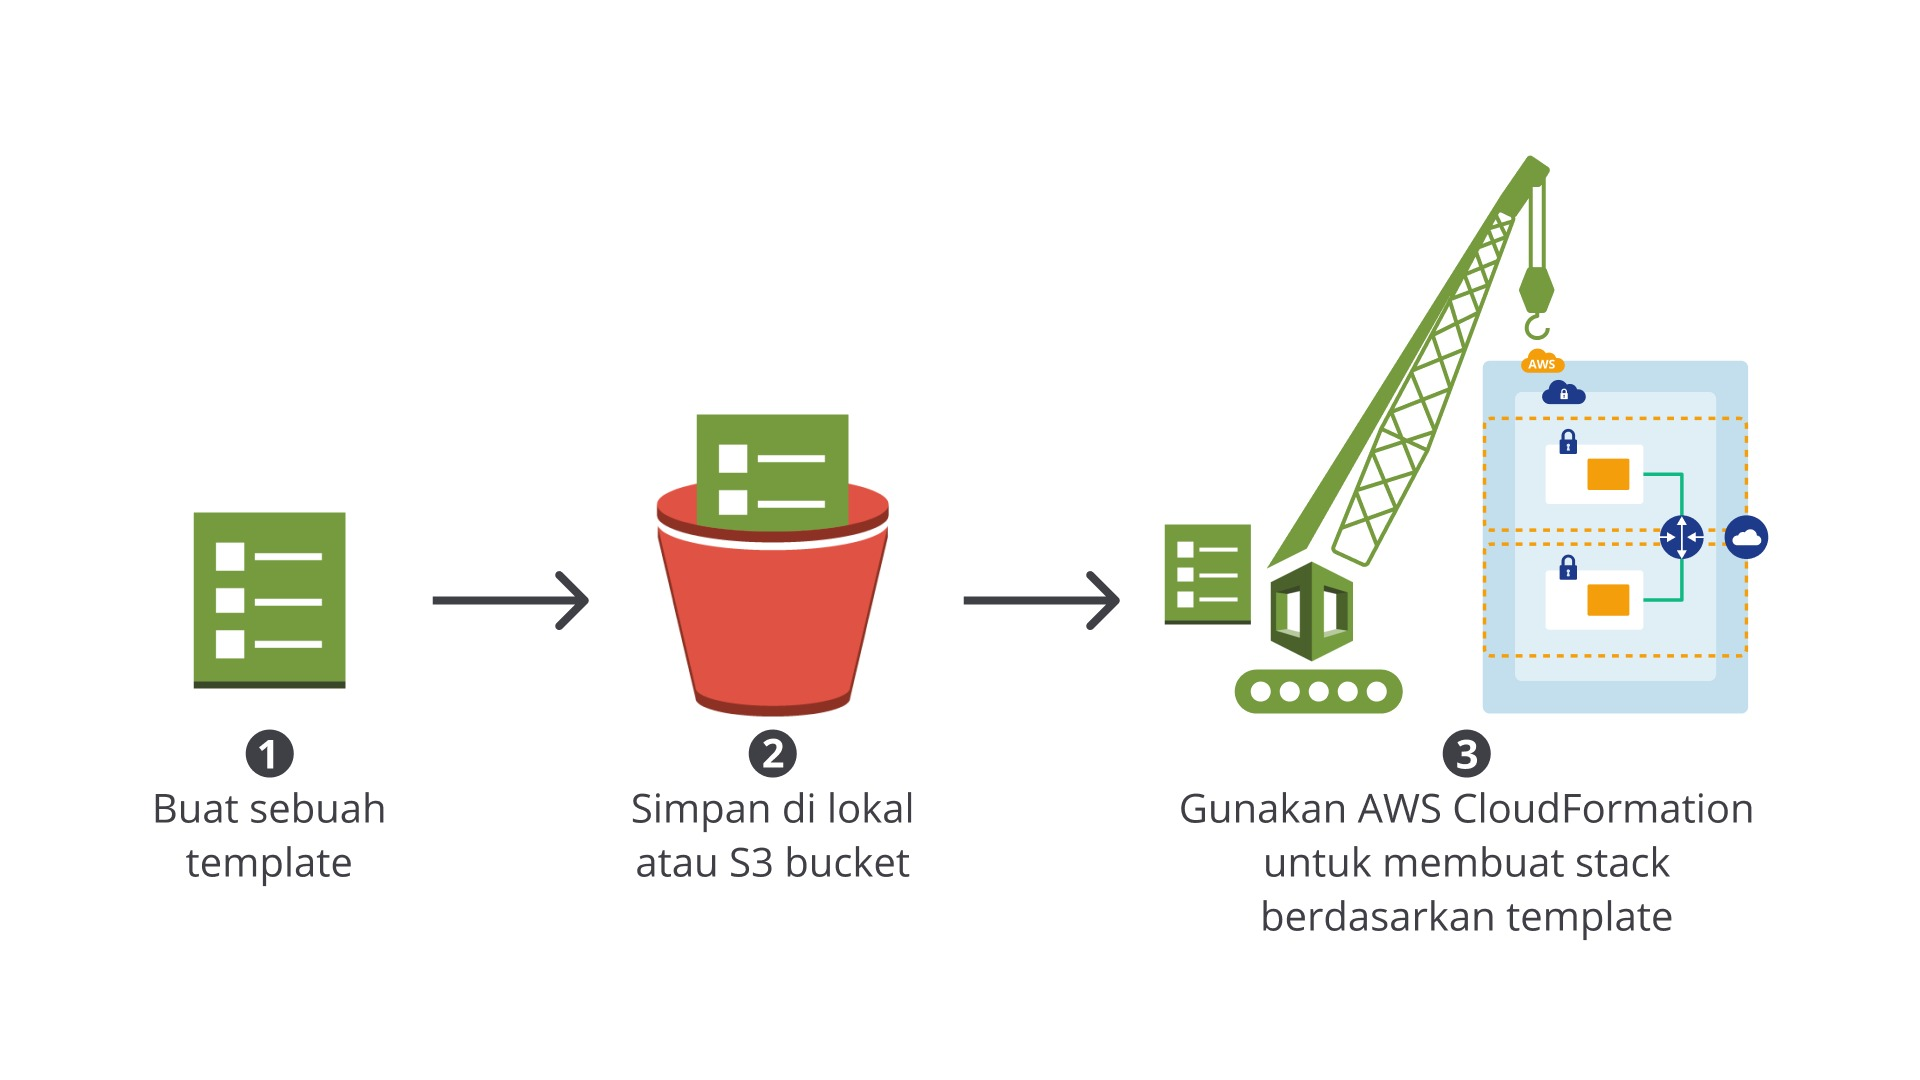 AWS
1
Buat sebuah
template
2
Simpan di lokal
atau S3 bucket
3
Gunakan AWS CloudFormation
untuk membuat stack
berdasarkan template